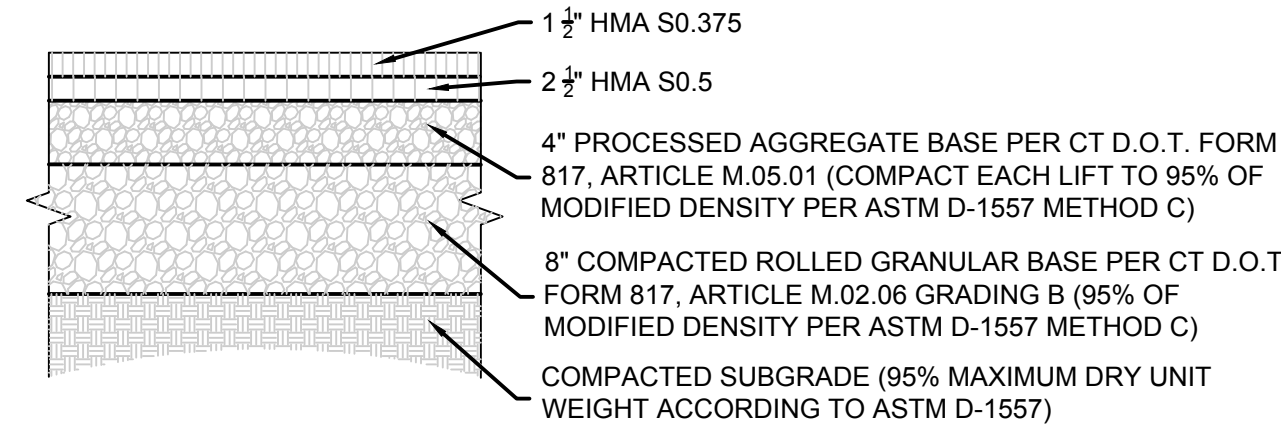 1 1/2" HMA S0.375
2 1/2" HMA S0.5
4" PROCESSED AGGREGATE BASE PER CT D.O.T. FORM
817, ARTICLE M.05.01 (COMPACT EACH LIFT TO 95% OF
MODIFIED DENSITY PER ASTM D-1557 METHOD C)
8" COMPACTED ROLLED GRANULAR BASE PER CT D.O.T
FORM 817, ARTICLE M.02.06 GRADING B (95% OF
MODIFIED DENSITY PER ASTM D-1557 METHOD C)
COMPACTED SUBGRADE (95% MAXIMUM DRY UNIT
WEIGHT ACCORDING TO ASTM D-1557)